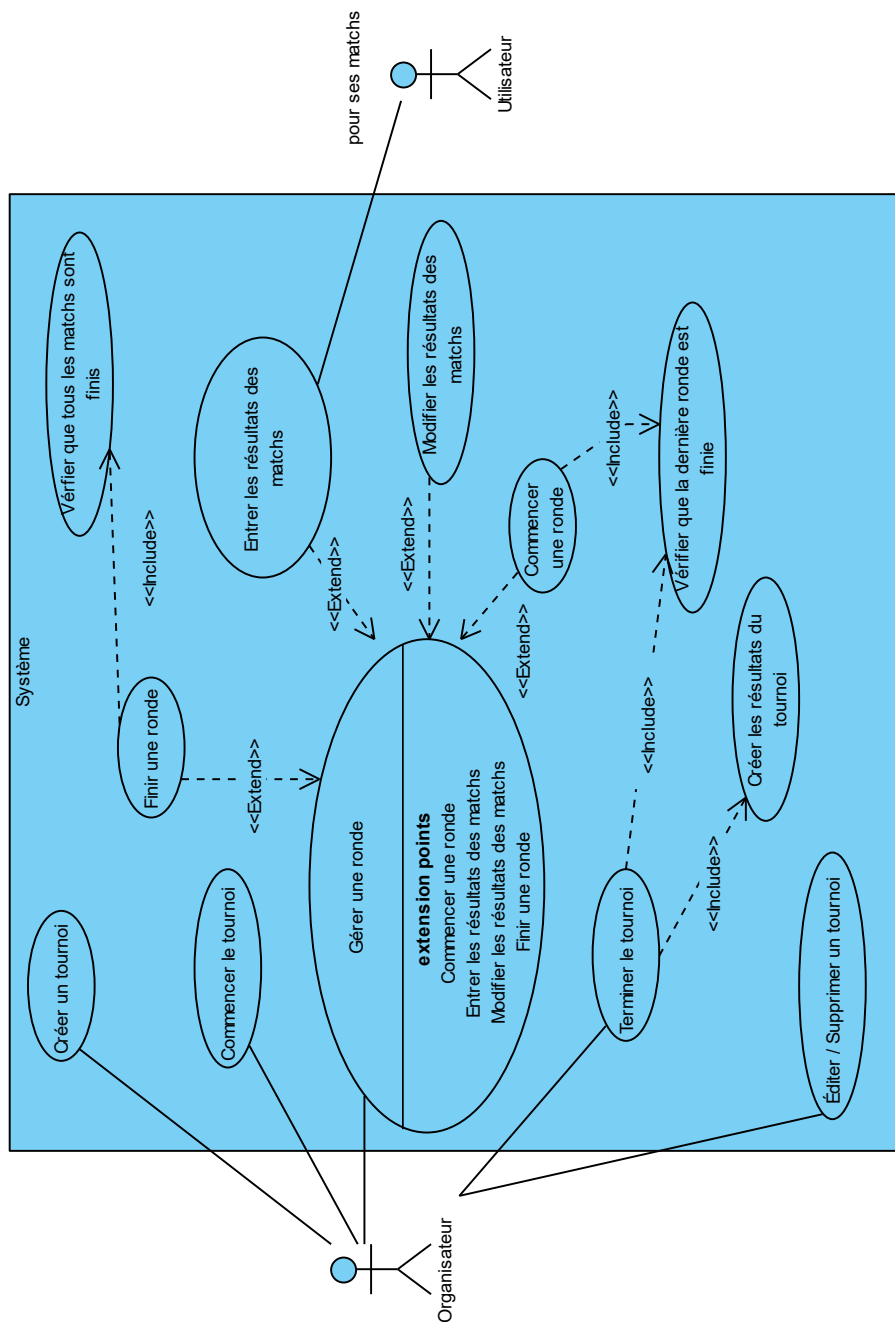 Système
pour ses matchs
Utilisateur
Organisateur
Créer un tournoi
Commencer le tournoi
Finir une ronde
<<Include>>
Vérfier que tous les matchs sont
finis
<<Extend>>
Gérer une ronde
extension points
Commencer une ronde
Entrer les résultats des matchs
Modifier les résultats des matchs
Finir une ronde
<<Extend>>
Entrer les résultats des
matchs
<<Extend>>
Modifier les résultats des
matchs
<<Extend>>
Commencer
une ronde
<<Include>>
Vérifier que la dernière ronde est
finie
Terminer le tournoi
<<Include>>
<<Include>>
Créer les résultats du
tournoi
Éditer / Supprimer un tournoi